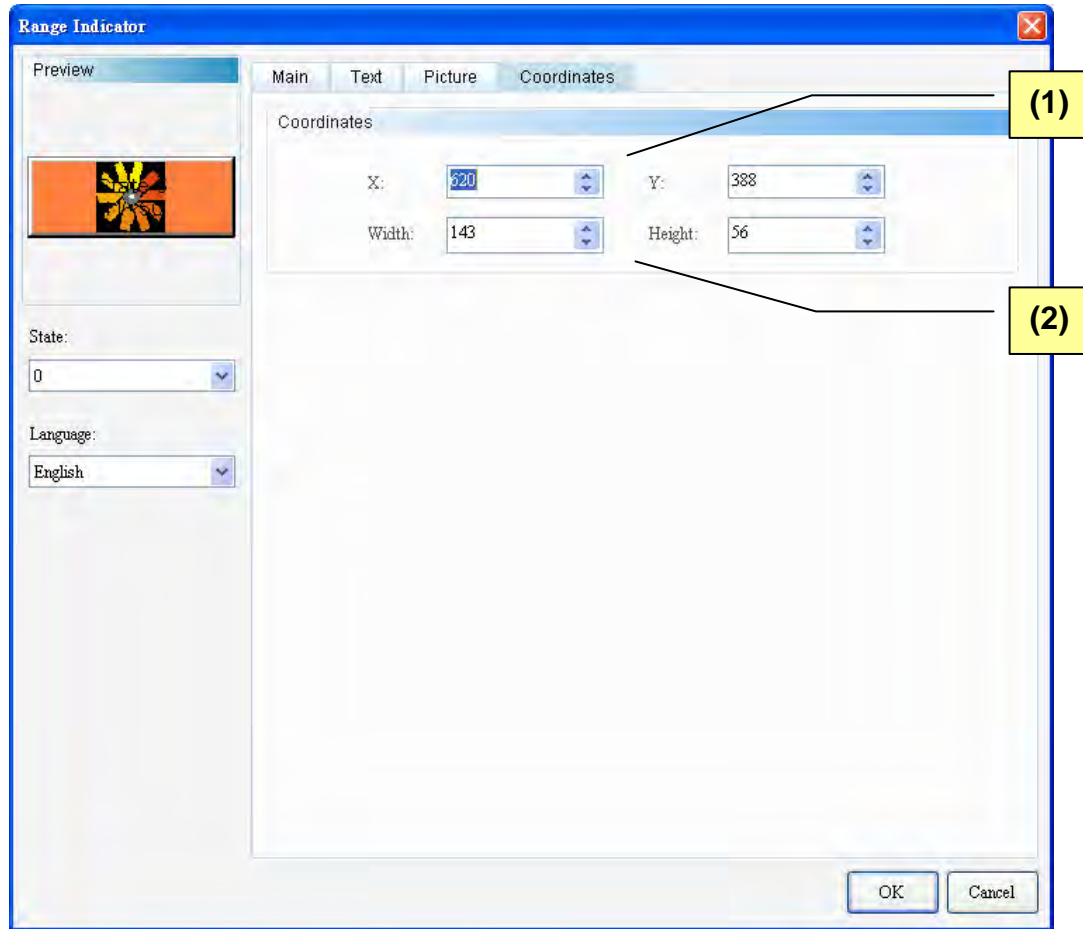 Range Indicator
Preview
Main Text Picture Coordinates
(1)
Coordinates
X: 620 Y: 388
Width: 143 Height: 56
(2)
State:
0
Language:
English
OK Cancel